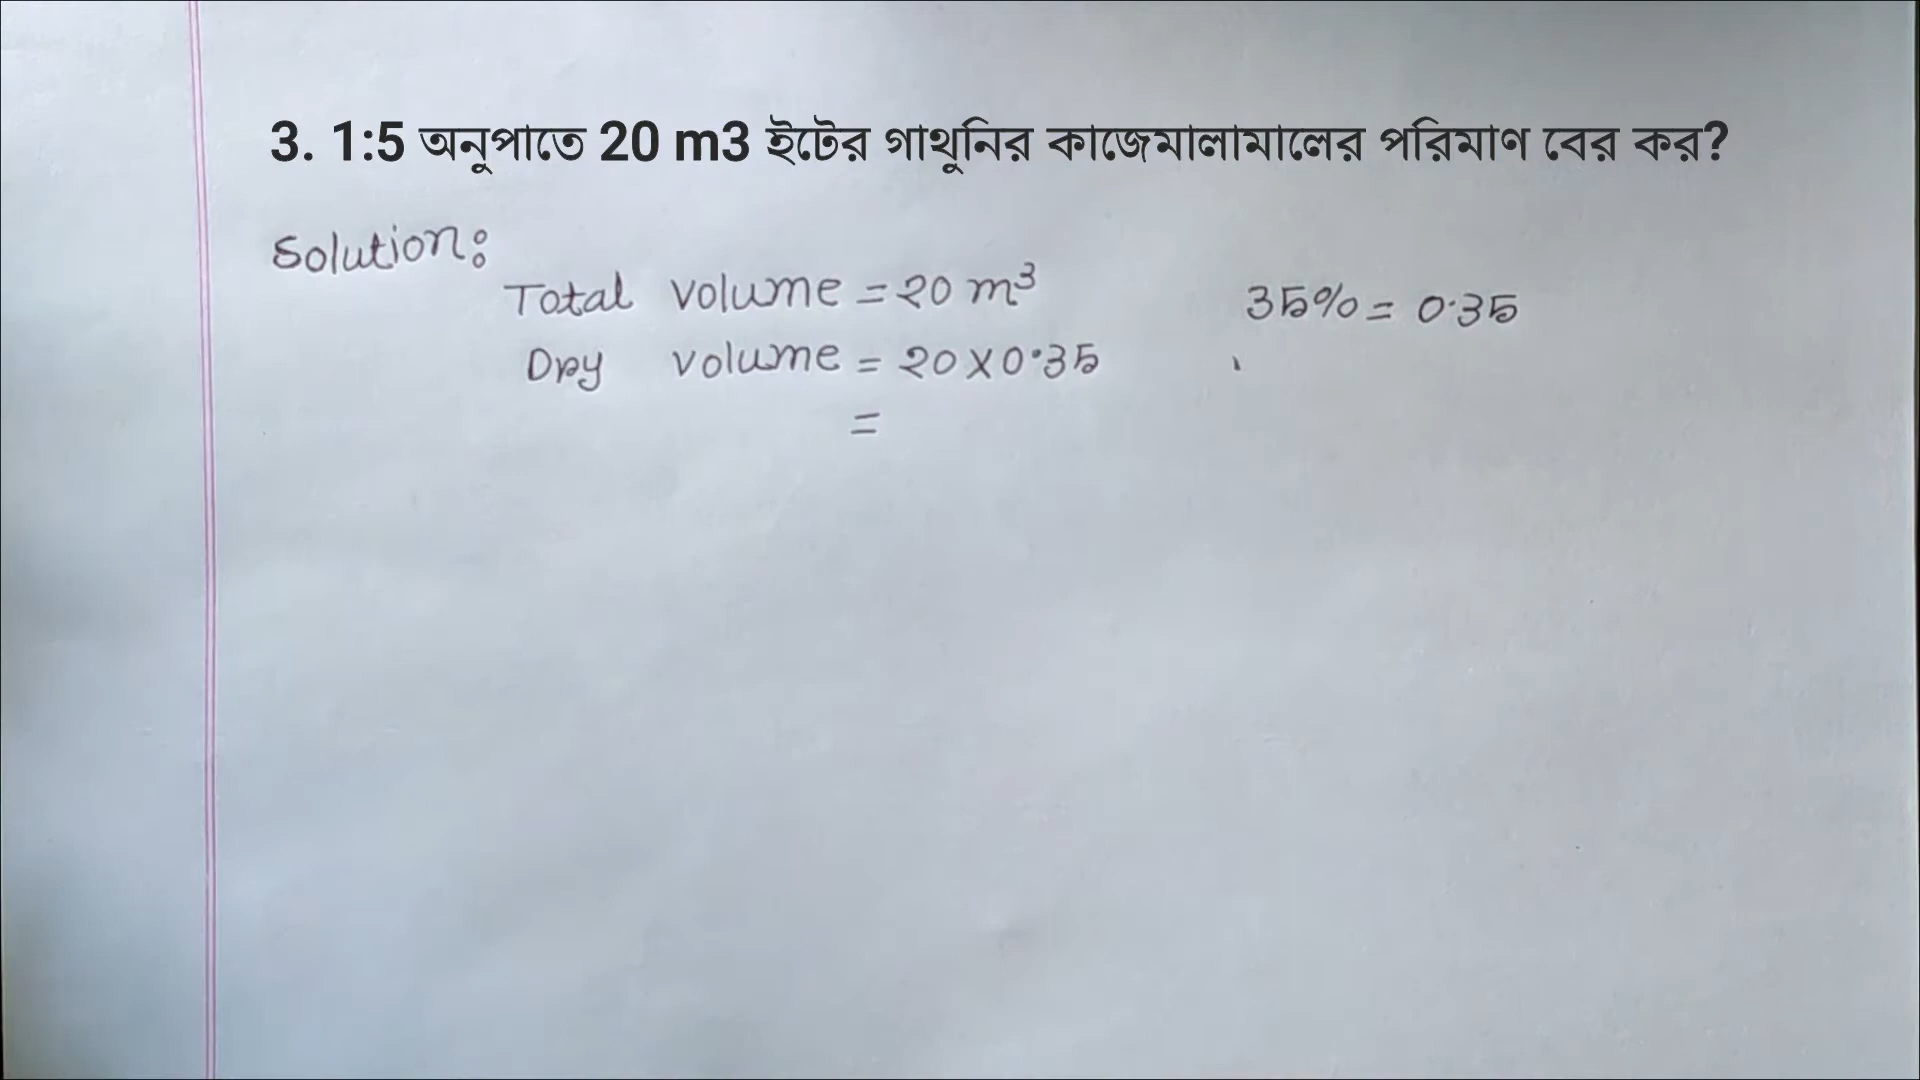 3. 1:5 অনুপাতে 20 m3 ইটের গাথুনির কাজেমালামালের পরিমাণ বের কর?
Solution:
Total volume = 20 m³ 35% = 0.35
Dry volume = 20 x 0.35
=